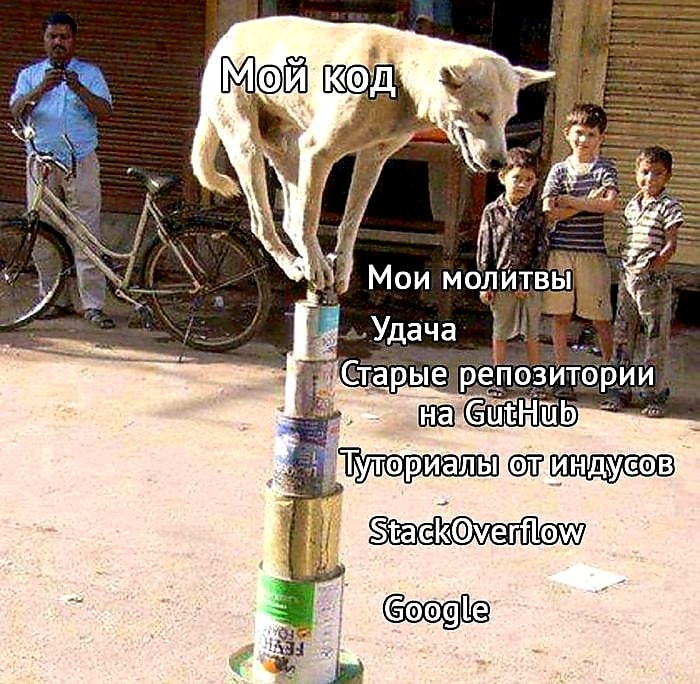 Мой код
Мои молитвы
Удача
Старые репозитории
на GutHub
Туториалы от индусов
StackOverflow
Google